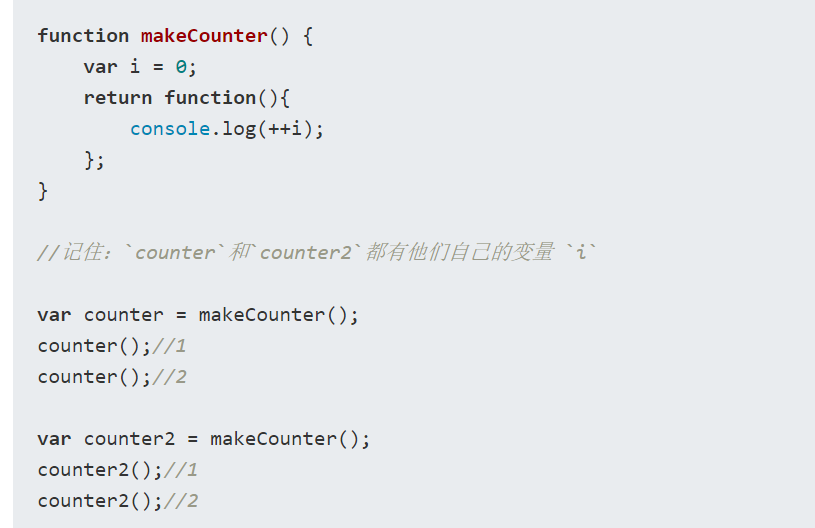 function makeCounter() {
    var i = 0;
    return function(){
        console.log(++i);
    };
}
//记住：`counter`和`counter2`都有他们自己的变量 `i`
var counter = makeCounter();
counter();//1
counter();//2
var counter2 = makeCounter();
counter2();//1
counter2();//2